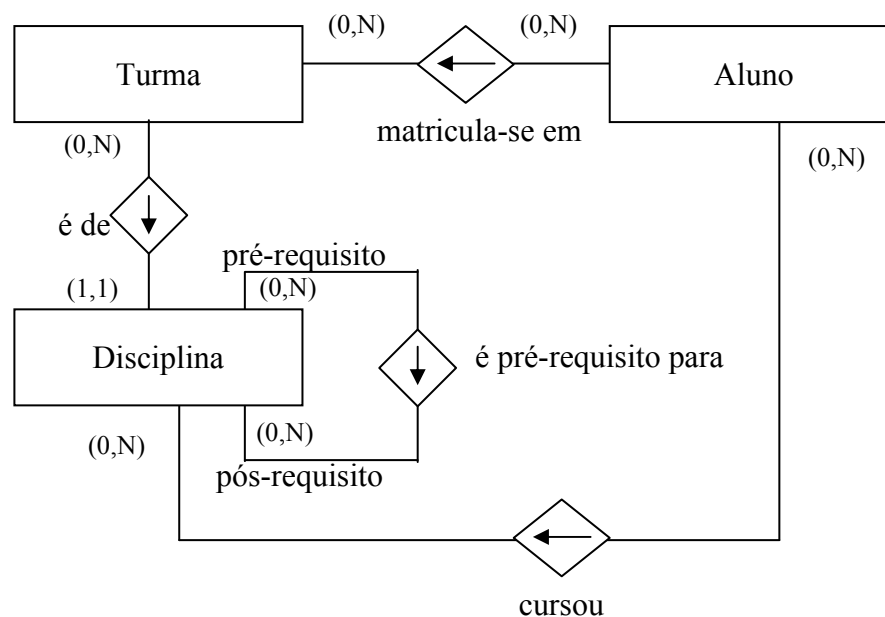 (0,N) (0,N)
Turma
Aluno
matricula-se em
(0,N)
(0,N)
é de
pré-requisito
(1,1)
(0,N)
Disciplina
é pré-requisito para
(0,N)
(0,N)
pós-requisito
cursou